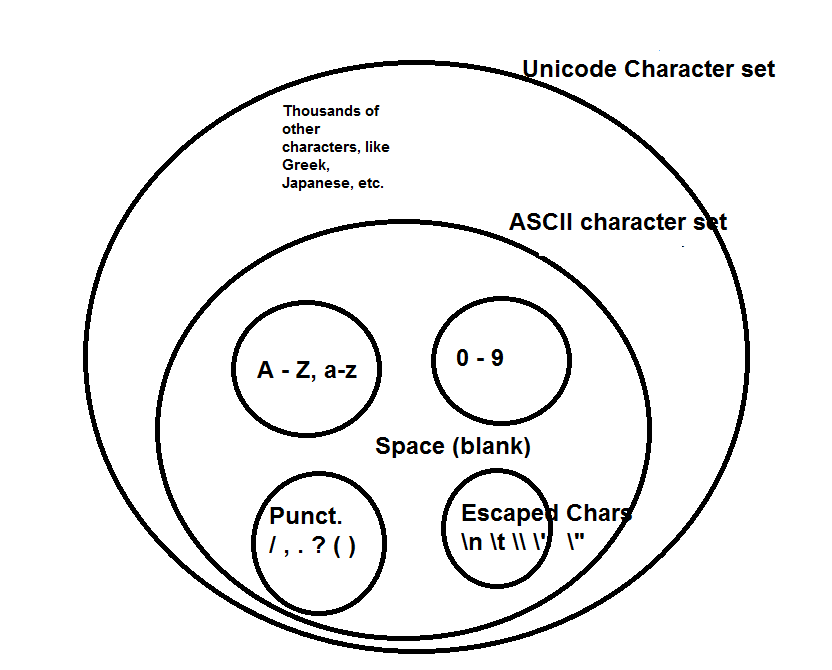 Unicode Character set
Thousands of
other
characters, like
Greek,
Japanese, etc.
ASCII character set
A - Z, a-z
0 - 9
Space (blank)
Punct.
/ , . ? ( )
Escaped Chars
\n \t \\ \' \"